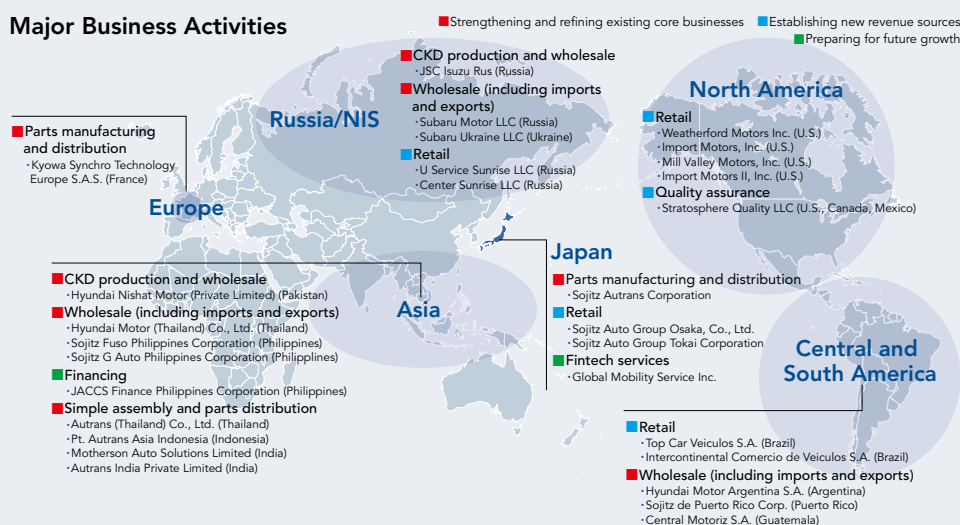 Major Business Activities
■Strengthening and refining existing core businesses ■Establishing new revenue sources
■Preparing for future growth
Russia/NIS
■CKD production and wholesale
・JSC Isuzu Rus (Russia)
■Wholesale (including imports
and exports)
・Subaru Motor LLC (Russia)
・Subaru Ukraine LLC (Ukraine)
■Retail
・U Service Sunrise LLC (Russia)
・Center Sunrise LLC (Russia)
North America
■Retail
・Weatherford Motors Inc. (U.S.)
・Import Motors, Inc. (U.S.)
・Mill Valley Motors, Inc. (U.S.)
・Import Motors II, Inc. (U.S.)
■Quality assurance
・Stratosphere Quality LLC (U.S., Canada, Mexico)
■Parts manufacturing
and distribution
・Kyowa Synchro Technology
Europe S.A.S. (France)
Europe
Japan
■Parts manufacturing and distribution
・Sojitz Autrans Corporation
■Retail
・Sojitz Auto Group Osaka, Co., Ltd.
・Sojitz Auto Group Tokai Corporation
■Fintech services
・Global Mobility Service Inc.
Asia
■CKD production and wholesale
・Hyundai Nishat Motor (Private Limited) (Pakistan)
■Wholesale (including imports and exports)
・Hyundai Motor (Thailand) Co., Ltd. (Thailand)
・Sojitz Fuso Philippines Corporation (Philippines)
・Sojitz G Auto Philippines Corporation (Philipplines)
■Financing
・JACCS Finance Philippines Corporation (Philippines)
■Simple assembly and parts distribution
・Autrans (Thailand) Co., Ltd. (Thailand)
・Pt. Autrans Asia Indonesia (Indonesia)
・Motherson Auto Solutions Limited (India)
・Autrans India Private Limited (India)
Central and
South America
■Retail
・Top Car Veiculos S.A. (Brazil)
・Intercontinental Comercio de Veiculos S.A. (Brazil)
■Wholesale (including imports and exports)
・Hyundai Motor Argentina S.A. (Argentina)
・Sojitz de Puerto Rico Corp. (Puerto Rico)
・Central Motoriz S.A. (Guatemala)